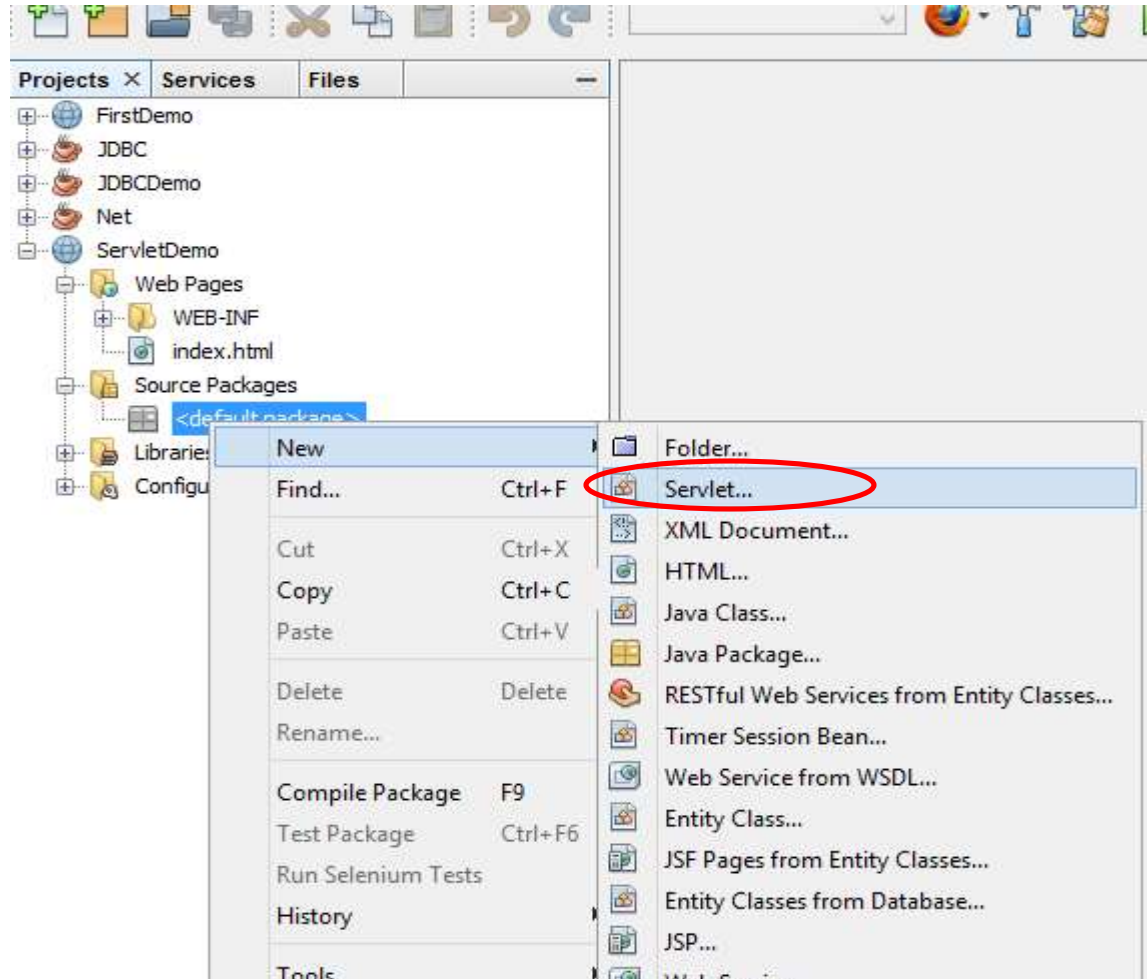 Projects × Services Files
FirstDemo
JDBC
JDBCDemo
Net
ServletDemo
Web Pages
WEB-INF
index.html
Source Packages
<default package>
Libraries
Configu
New
Find... Ctrl+F
Cut Ctrl+X
Copy Ctrl+C
Paste Ctrl+V
Delete Delete
Rename...
Compile Package F9
Test Package Ctrl+F6
Run Selenium Tests
History
Tools
Folder...
Servlet...
XML Document...
HTML...
Java Class...
Java Package...
RESTful Web Services from Entity Classes...
Timer Session Bean...
Web Service from WSDL...
Entity Class...
JSF Pages from Entity Classes...
Entity Classes from Database...
JSP...